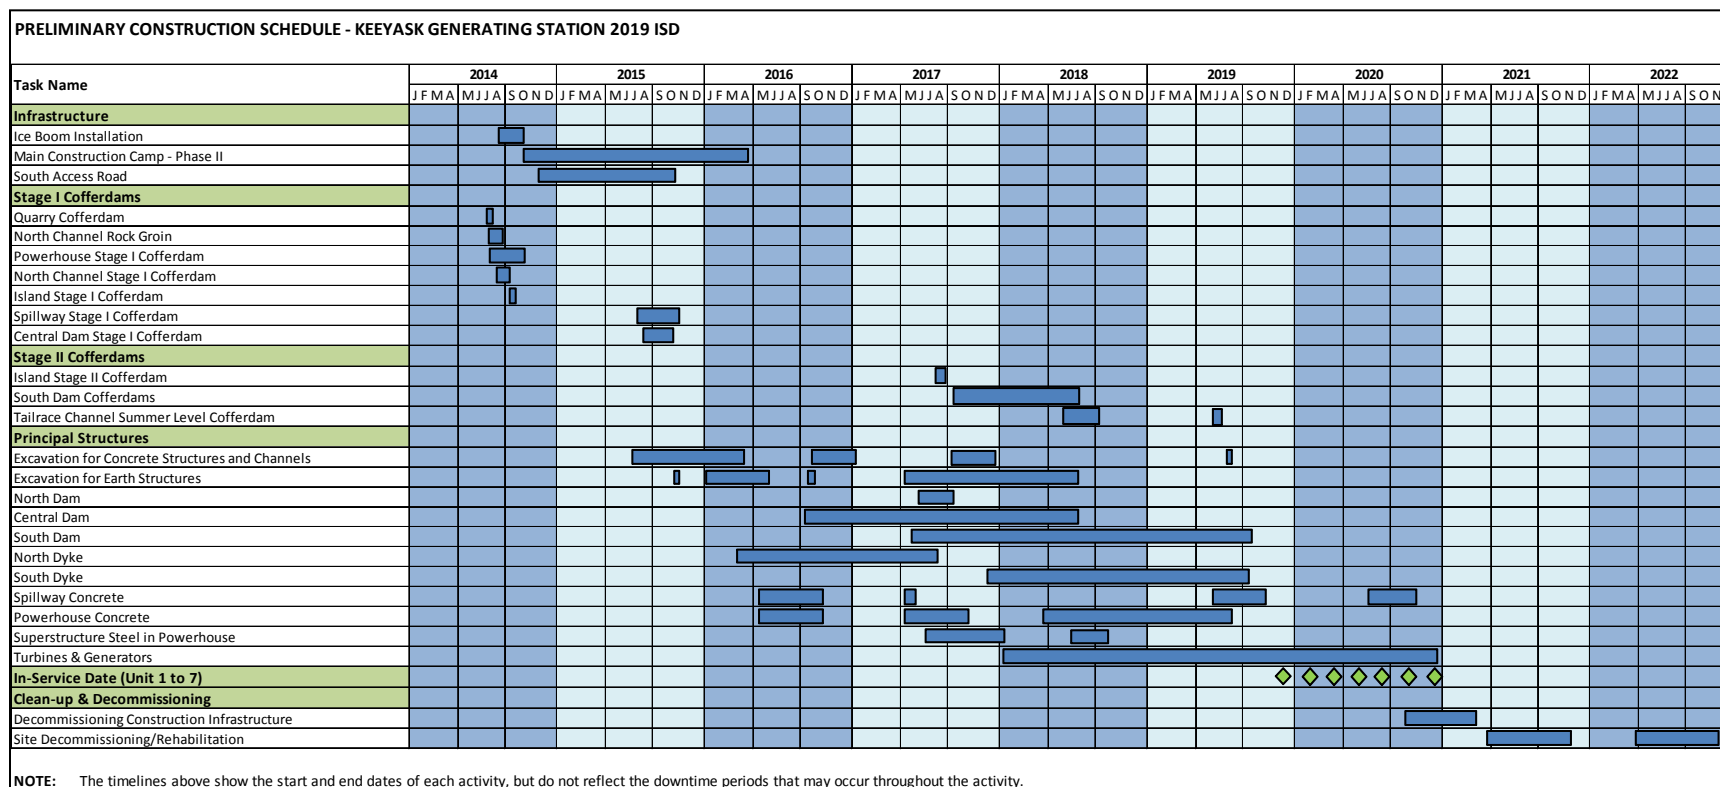 PRELIMINARY CONSTRUCTION SCHEDULE - KEEYASK GENERATING STATION 2019 ISD
Task Name 2014 2015 2016 2017 2018 2019 2020 2021 2022
J F M A M J J A S O N D J F M A M J J A S O N D J F M A M J J A S O N D J F M A M J J A S O N D J F M A M J J A S O N D J F M A M J J A S O N D J F M A M J J A S O N D J F M A M J J A S O N D J F M A M J J A S O N
Infrastructure
Ice Boom Installation
Main Construction Camp - Phase II
South Access Road
Stage I Cofferdams
Quarry Cofferdam
North Channel Rock Groin
Powerhouse Stage I Cofferdam
North Channel Stage I Cofferdam
Island Stage I Cofferdam
Spillway Stage I Cofferdam
Central Dam Stage I Cofferdam
Stage II Cofferdams
Island Stage II Cofferdam
South Dam Cofferdams
Tailrace Channel Summer Level Cofferdam
Principal Structures
Excavation for Concrete Structures and Channels
Excavation for Earth Structures
North Dam
Central Dam
South Dam
North Dyke
South Dyke
Spillway Concrete
Powerhouse Concrete
Superstructure Steel in Powerhouse
Turbines & Generators
In-Service Date (Unit 1 to 7)
Clean-up & Decommissioning
Decommissioning Construction Infrastructure
Site Decommissioning/Rehabilitation
NOTE: The timelines above show the start and end dates of each activity, but do not reflect the downtime periods that may occur throughout the activity.